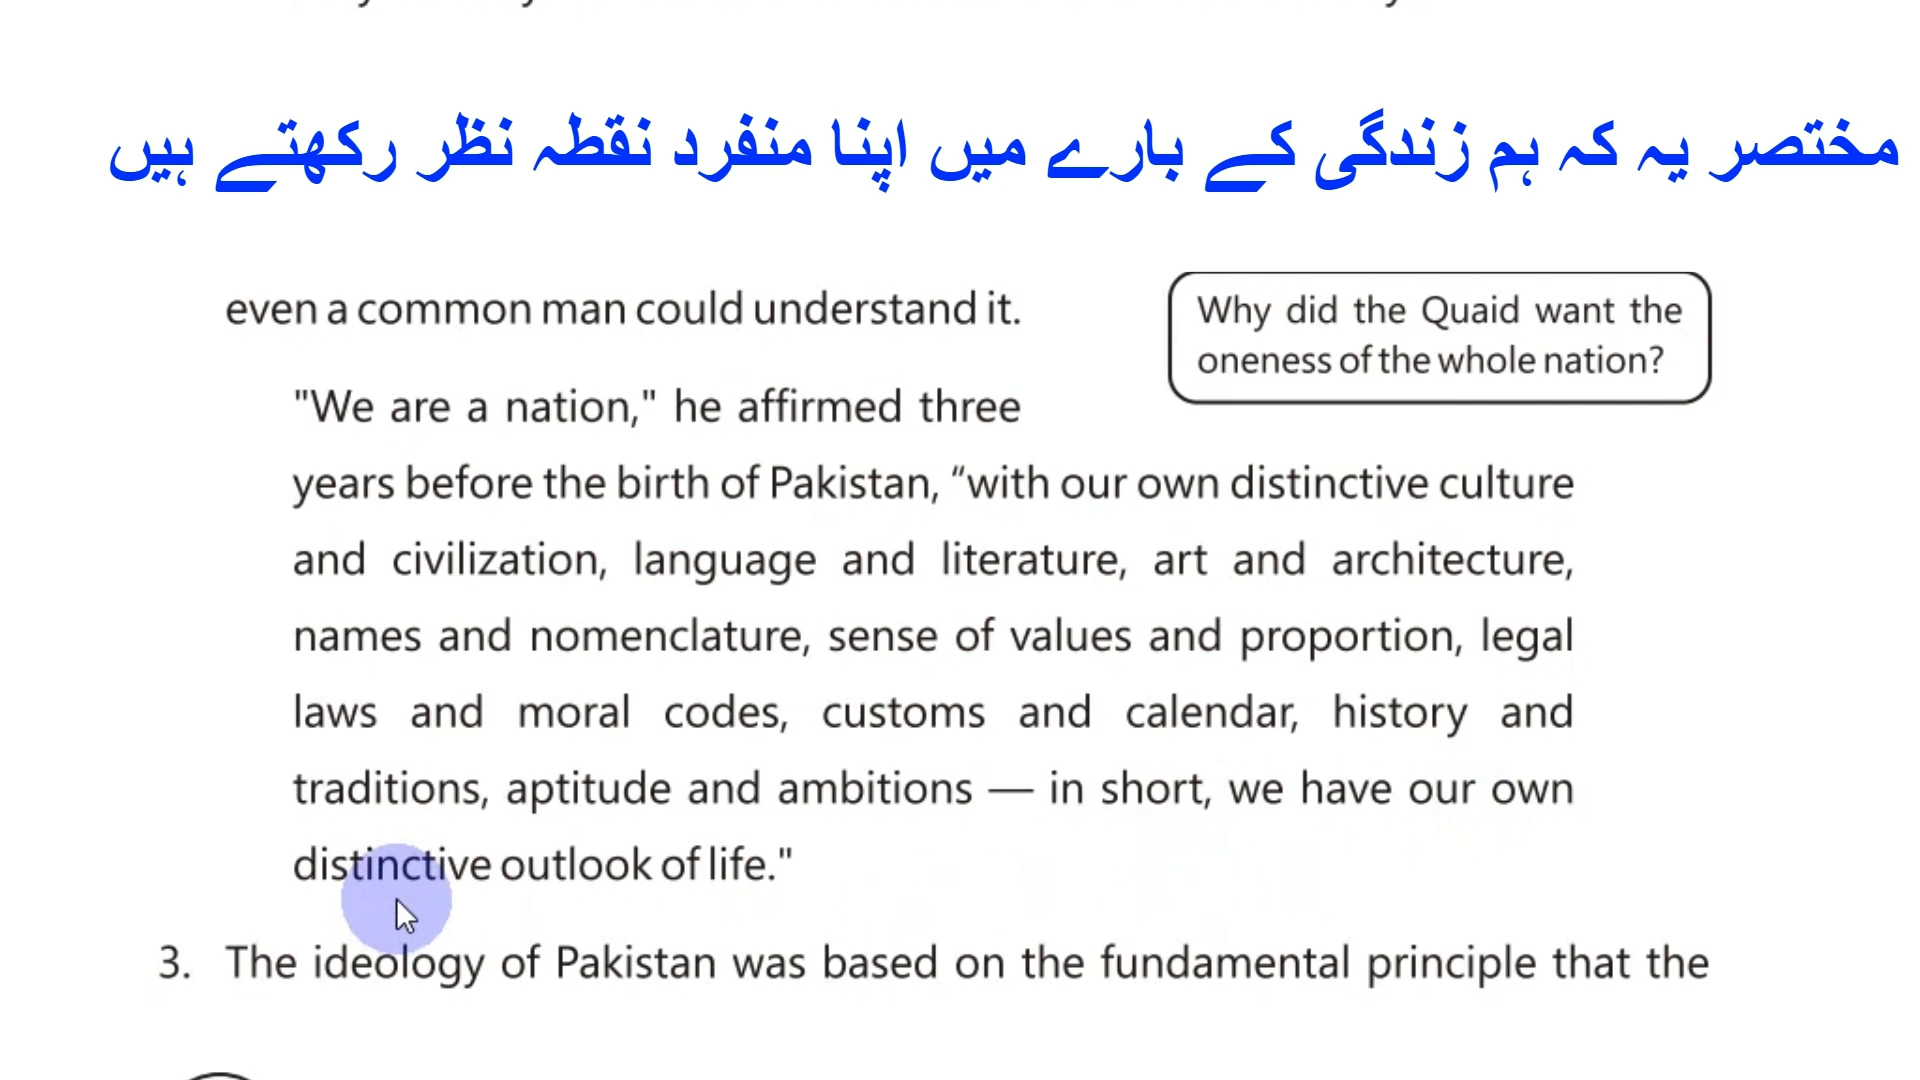 مختصر یہ کہ ہم زندگی کے بارے میں اپنا منفرد نقطہ نظر رکھتے ہیں
even a common man could understand it.
Why did the Quaid want the
oneness of the whole nation?
"We are a nation," he affirmed three
years before the birth of Pakistan, “with our own distinctive culture
and civilization, language and literature, art and architecture,
names and nomenclature, sense of values and proportion, legal
laws and moral codes, customs and calendar, history and
traditions, aptitude and ambitions — in short, we have our own
distinctive outlook of life."
3. The ideology of Pakistan was based on the fundamental principle that the